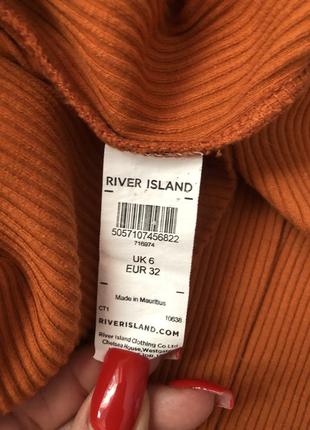 RIVER ISLAND
5057107456822
716974
UK 6
EUR 32
Made in Mauritius
CT1 10638
RIVERISLAND.COM
River Island Clothing Co Ltd
Chelsea House, Westgate